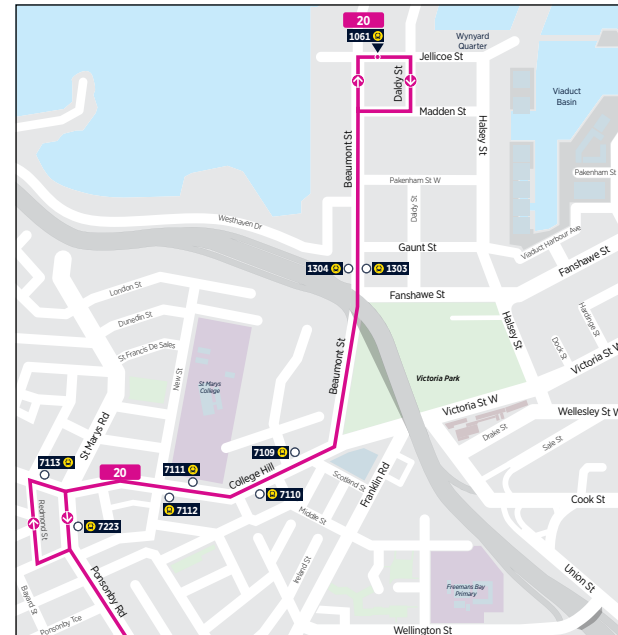 20
1061
Wynyard
Quarter
Jellicoe St
Daldy St
Viaduct
Basin
Madden St
Halsey St
Beaumont St
Pakenham St W
Pakenham St
Daldy St
Westhaven Dr
Viaduct Harbour Ave
Gaunt St
Fanshawe St
1304
1303
London St
Fanshawe St
Dunedin St
Halsey St
Hardinge St
St Francis De Sales
Dock St
New St
St Marys
College
Beaumont St
Victoria Park
Victoria St W
Victoria St W
Wellesley St W
St Marys Rd
Drake St
Sale St
7109
7113
20
7111
College Hill
Scotland St
Franklin Rd
7110
7112
Cook St
Redmond St
7223
Middle St
Ireland St
Union St
Bayard St
Ponsonby Rd
Freemans Bay
Primary
Ponsonby Tce
Wellington St